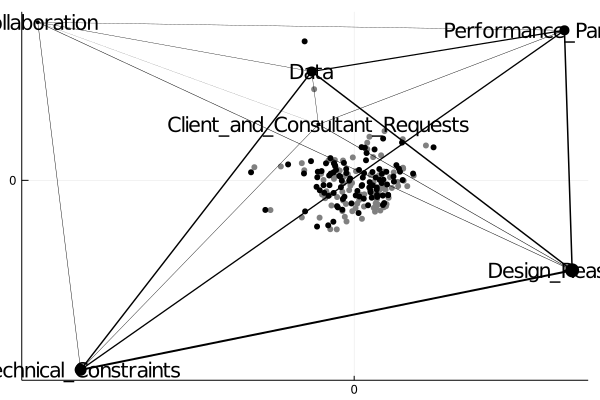 ollaboration
Performance_Par
Data
Client_and_Consultant_Requests
0
Design_Reas
echnical_Constraints
0